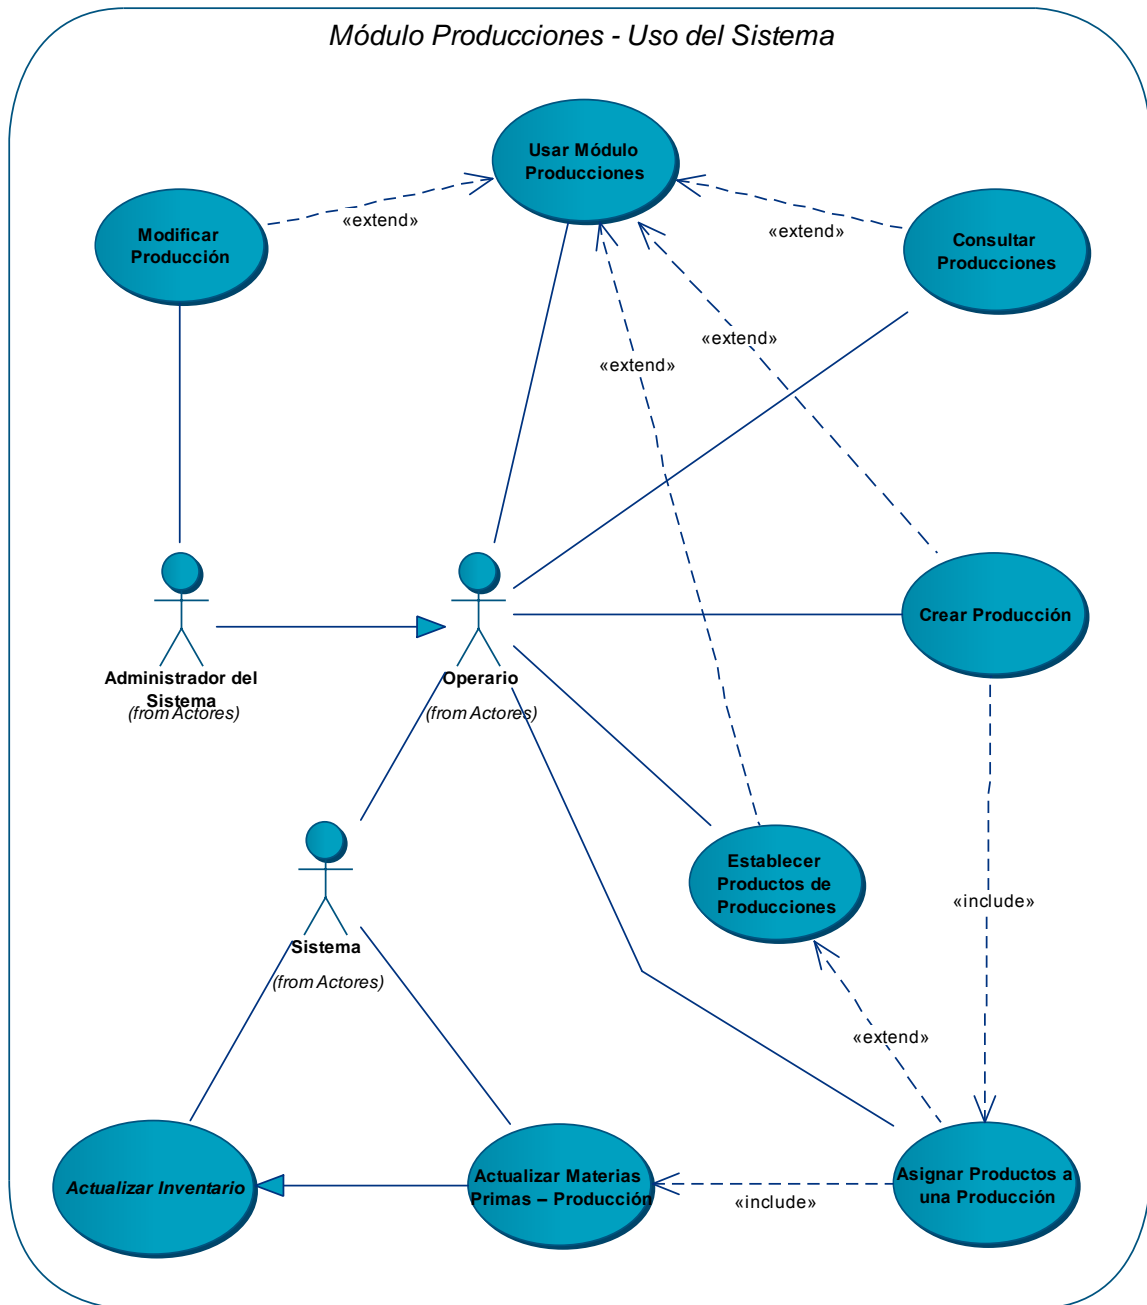 Módulo Producciones - Uso del Sistema
Usar Módulo
Producciones
«extend»
«extend»
Modificar
Producción
Consultar
Producciones
«extend»
«extend»
Crear Producción
Administrador del
Sistema
(from Actores)
Operario
(from Actores)
Establecer
Productos de
Producciones
«include»
Sistema
(from Actores)
«extend»
Actualizar Inventario
Actualizar Materias
Primas – Producción
«include»
Asignar Productos a
una Producción